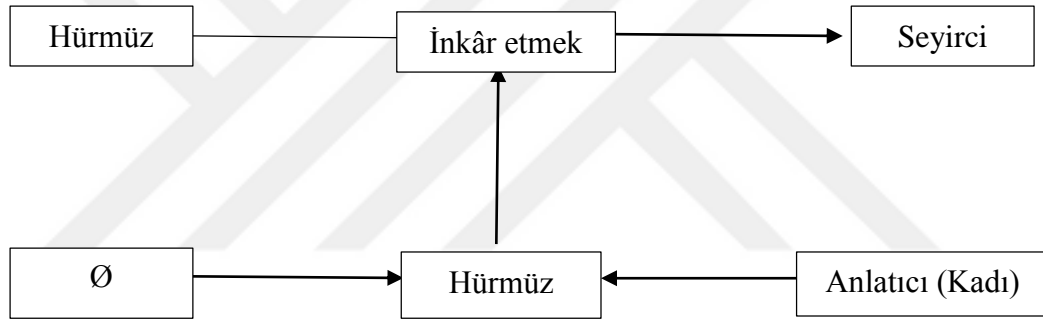 Hürmüz
İnkâr etmek
Seyirci
Ø
Hürmüz
Anlatıcı (Kadı)